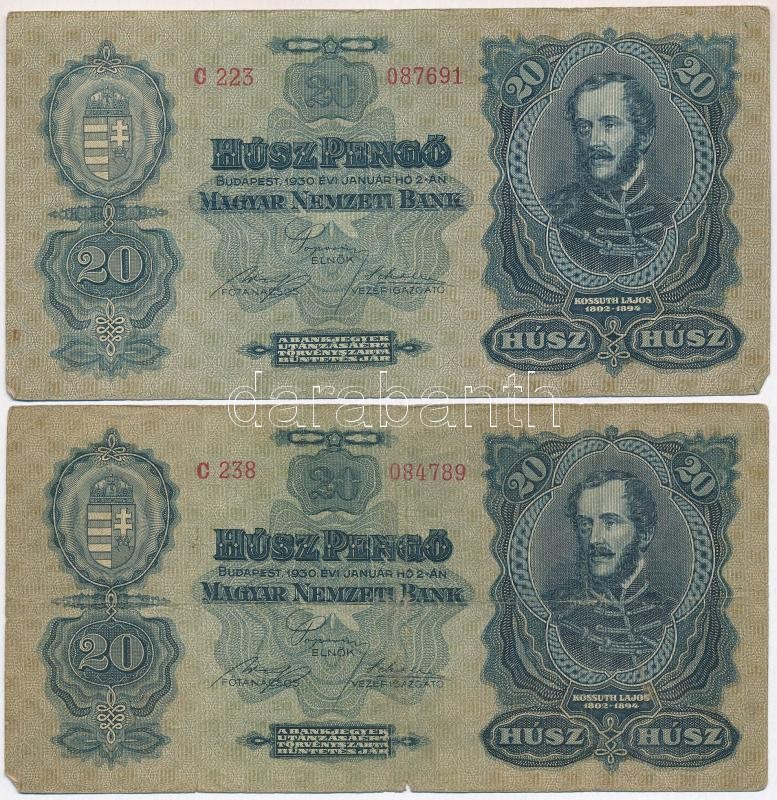 C 223 087691
20 20 20
HÚSZ PENGŐ
BUDAPEST, 1930. ÉVI JANUÁR HÓ 2-ÁN
MAGYAR NEMZETI BANK
20
ELNÖK
FŐTANÁCSOS VEZÉRIGAZGATÓ
KOSSUTH LAJOS
1802-1894
A BANKJEGYEK
UTÁNZÁSÁÉRT
TÖRVÉNYSZABTA
BÜNTETÉS JÁR
HÚSZ HÚSZ
darabanth
C 238 084789
20 20 20
HÚSZ PENGŐ
BUDAPEST, 1930. ÉVI JANUÁR HÓ 2-ÁN
MAGYAR NEMZETI BANK
20
ELNÖK
FŐTANÁCSOS VEZÉRIGAZGATÓ
KOSSUTH LAJOS
1802-1894
A BANKJEGYEK
UTÁNZÁSÁÉRT
TÖRVÉNYSZABTA
BÜNTETÉS JÁR
HÚSZ HÚSZ